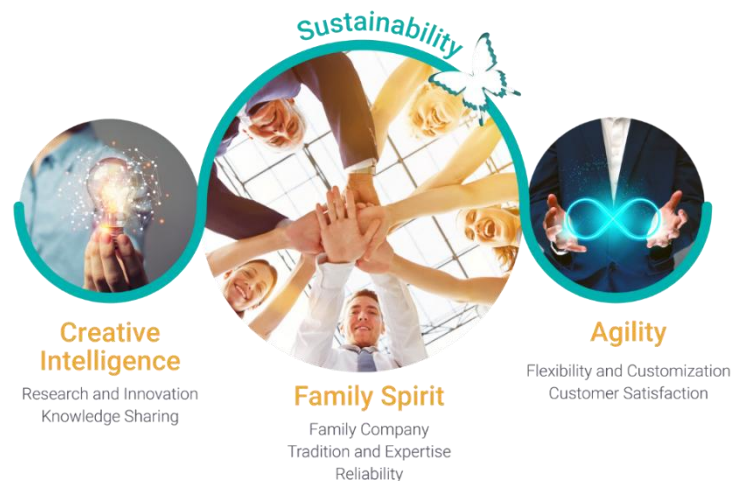 Sustainability
Creative
Intelligence
Research and Innovation
Knowledge Sharing
Family Spirit
Family Company
Tradition and Expertise
Reliability
Agility
Flexibility and Customization
Customer Satisfaction